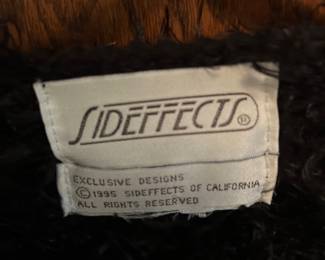 SIDEFFECTS®
EXCLUSIVE DESIGNS
©1995 SIDEFFECTS OF CALIFORNIA
ALL RIGHTS RESERVED